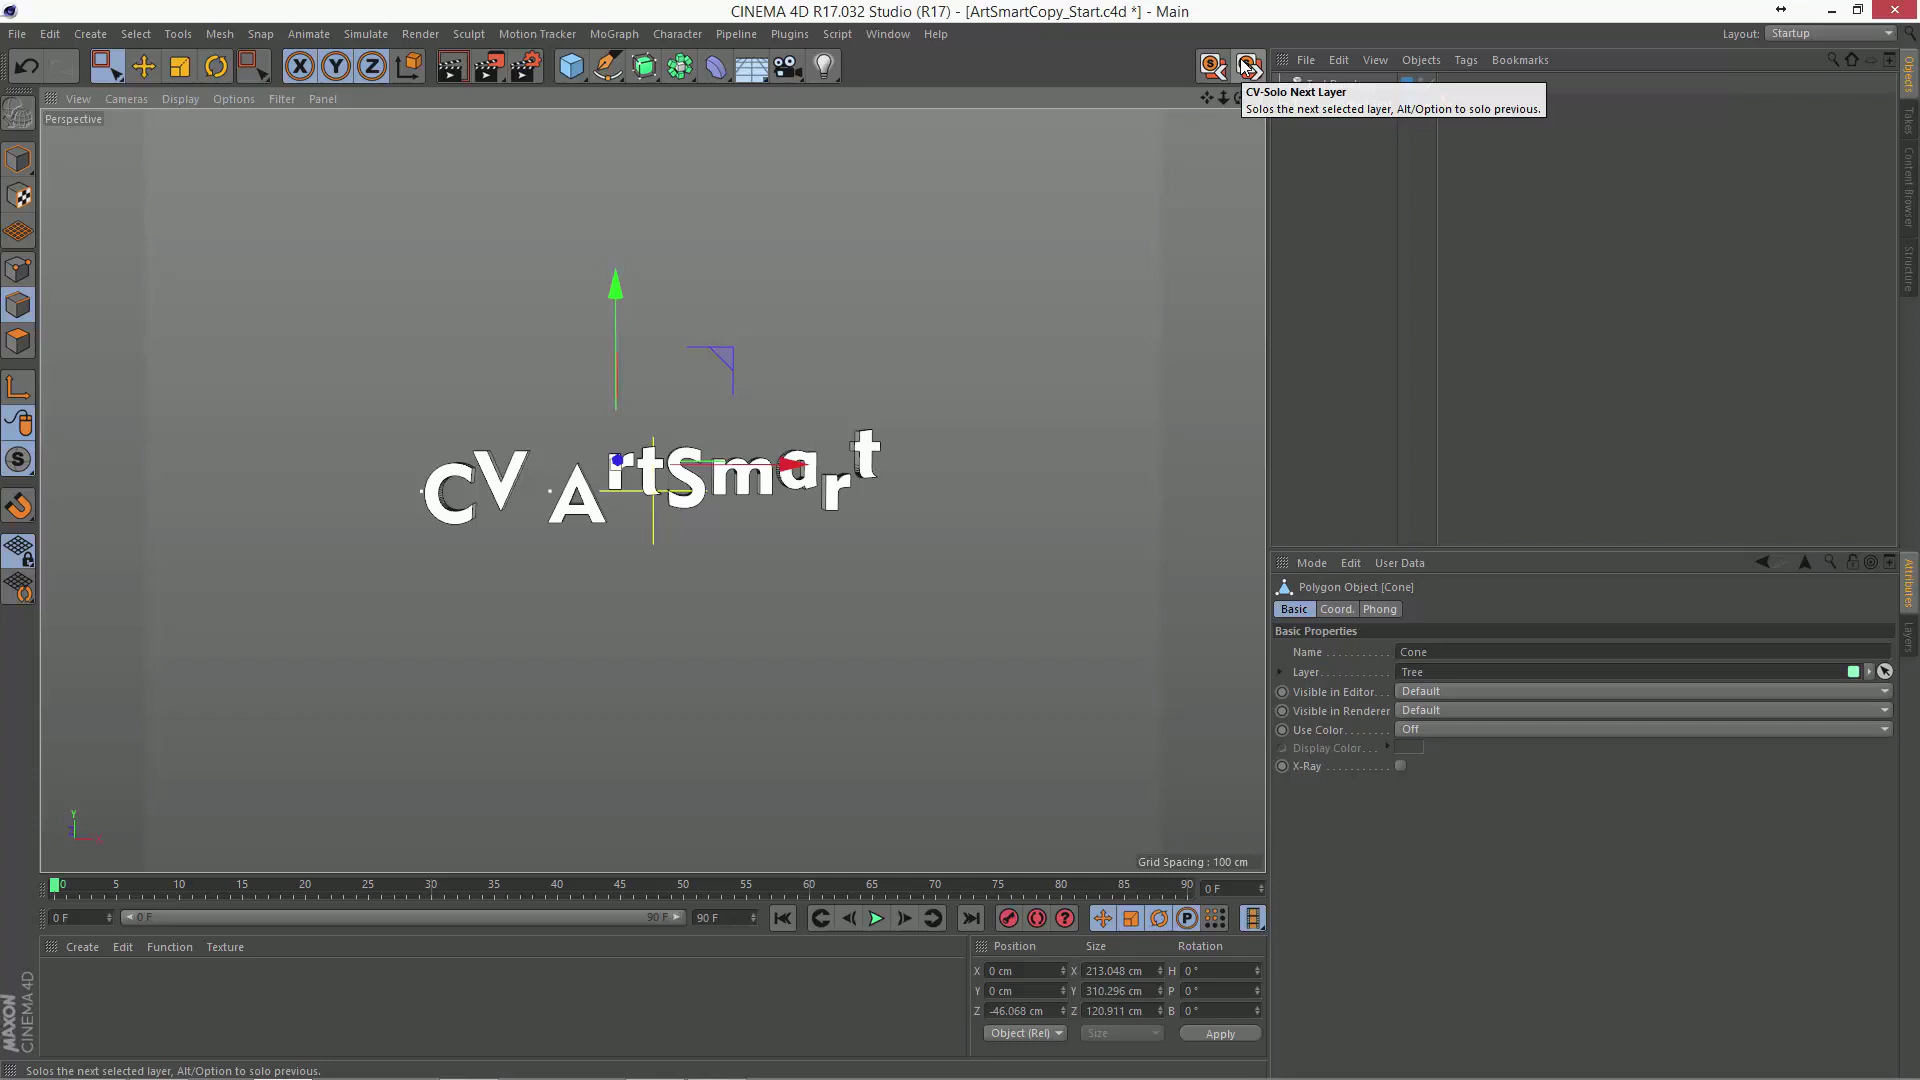 CINEMA 4D R17.032 Studio (R17) - [ArtSmartCopy_Start.c4d *] - Main
File Edit Create Select Tools Mesh Snap Animate Simulate Render Sculpt Motion Tracker MoGraph Character Pipeline Plugins Script Window Help
Layout: Startup
File Edit View Objects Tags Bookmarks
View Cameras Display Options Filter Panel
CV-Solo Next Layer
Solos the next selected layer, Alt/Option to solo previous.
Perspective
CV ArtSmart
Y
Grid Spacing : 100 cm
Objects
Takes
Content Browser
Structure
Mode Edit User Data
Polygon Object [Cone]
Basic Coord. Phong
Basic Properties
Name Cone
Layer Tree
Visible in Editor Default
Visible in Renderer Default
Use Color Off
Display Color
X-Ray
Attributes
Layers
0 5 10 15 20 25 30 35 40 45 50 55 60 65 70 75 80 85 90 0 F
0 F 0 F 90 F 90 F
Create Edit Function Texture
Position Size Rotation
X 0 cm X 213.048 cm H 0 °
Y 0 cm Y 310.296 cm P 0 °
Z -46.068 cm Z 120.911 cm B 0 °
Object (Rel) Size Apply
MAXON
CINEMA 4D
Solos the next selected layer, Alt/Option to solo previous.